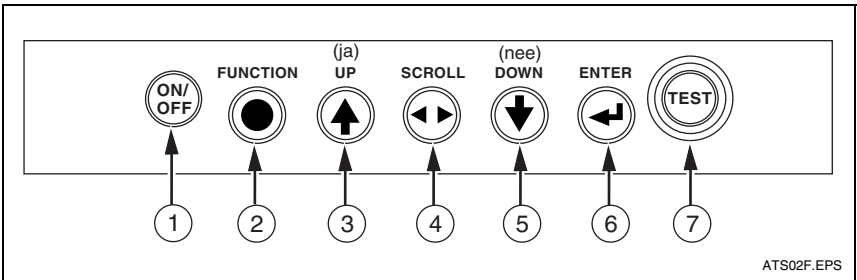 (ja) (nee)
FUNCTION UP SCROLL DOWN ENTER
ON/
OFF
TEST
1 2 3 4 5 6 7
ATS02F.EPS